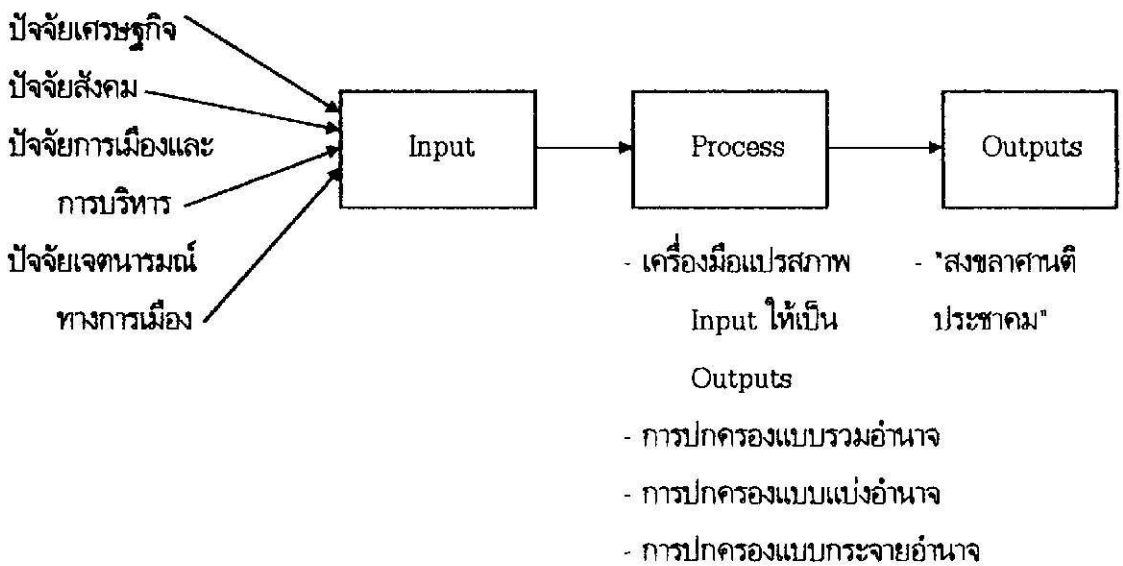 ปัจจัยเศรษฐกิจ
ปัจจัยสังคม
ปัจจัยการเมืองและ
การบริหาร
ปัจจัยเจตนารมณ์
ทางการเมือง
Input
Process
Outputs
- เครื่องมือแปรสภาพ
Input ให้เป็น
Outputs
- การปกครองแบบรวมอำนาจ
- การปกครองแบบแบ่งอำนาจ
- การปกครองแบบกระจายอำนาจ
- "สงขลาศานติ
ประชาคม"